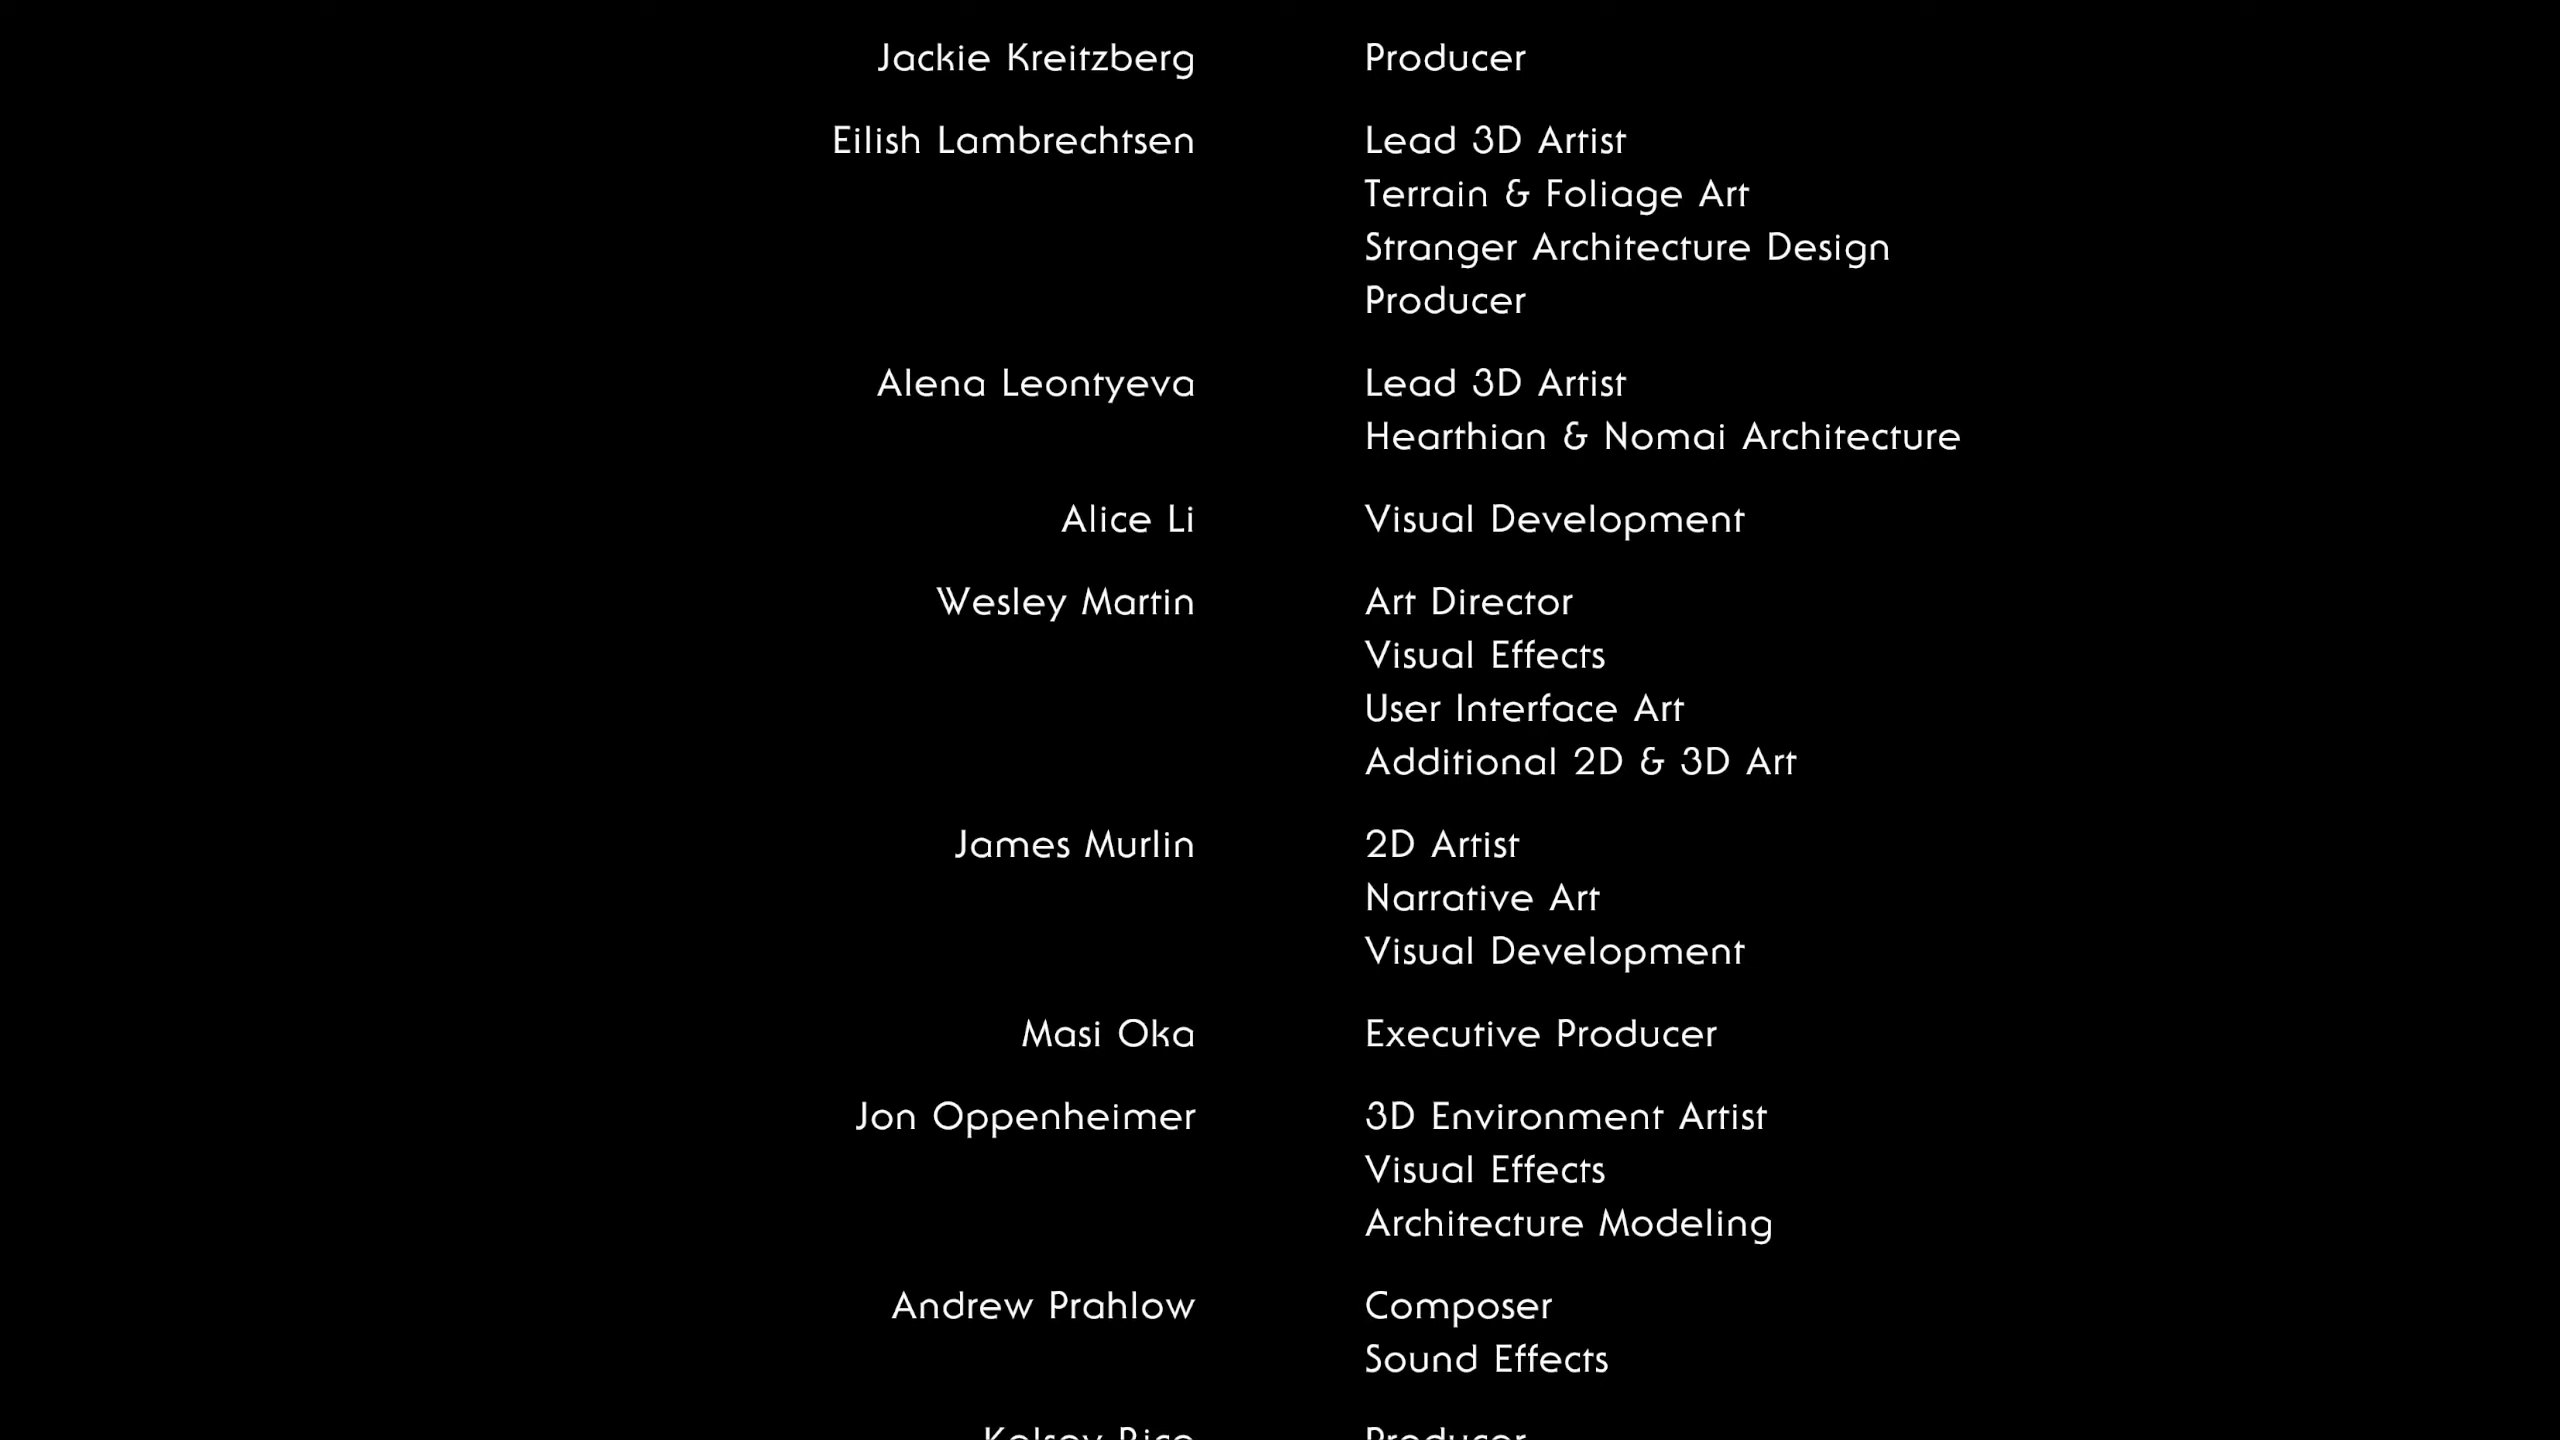 Jackie Kreitzberg Producer
Eilish Lambrechtsen Lead 3D Artist
Terrain & Foliage Art
Stranger Architecture Design
Producer
Alena Leontyeva Lead 3D Artist
Hearthian & Nomai Architecture
Alice Li Visual Development
Wesley Martin Art Director
Visual Effects
User Interface Art
Additional 2D & 3D Art
James Murlin 2D Artist
Narrative Art
Visual Development
Masi Oka Executive Producer
Jon Oppenheimer 3D Environment Artist
Visual Effects
Architecture Modeling
Andrew Prahlow Composer
Sound Effects
Kelsey Rice Producer